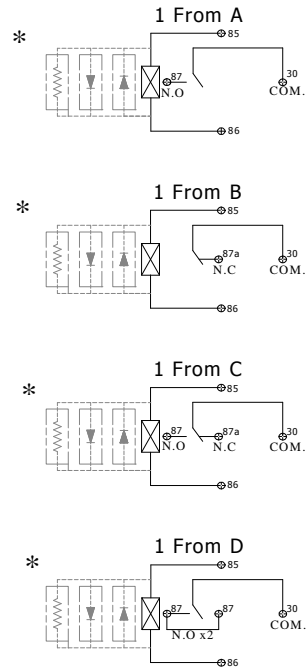 1 From A
*
85
87
30
N.O
COM.
86
1 From B
*
85
87a
30
N.C
COM.
86
1 From C
*
85
87
87a
30
N.O
N.C
COM.
86
1 From D
*
85
87
87
30
N.O x2
COM.
86